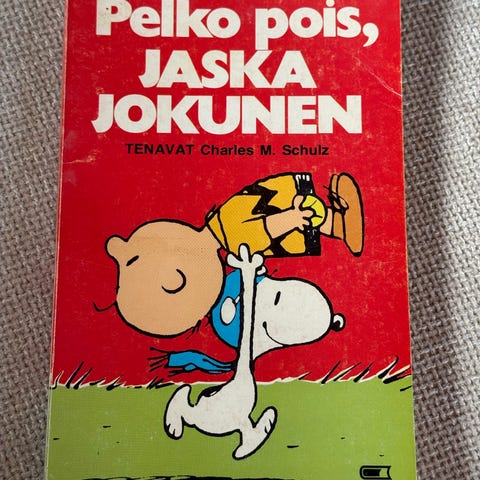 Pelko pois,
JASKA
JOKUNEN
TENAVAT Charles M. Schulz